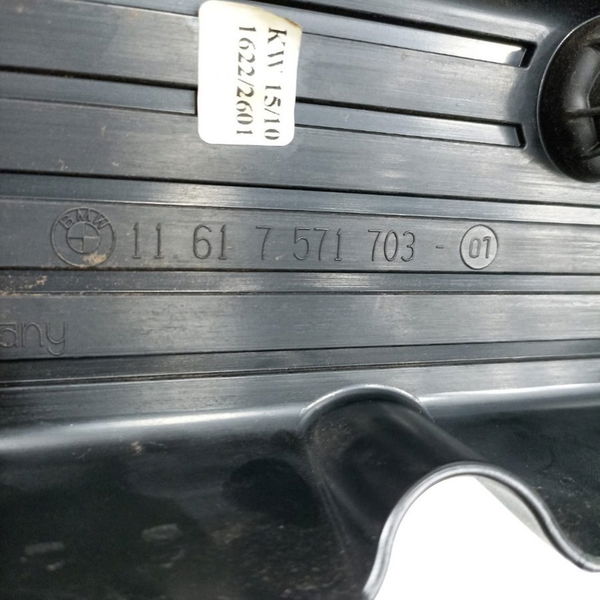 KW 15/10
1622/2601
BMW
11 61 7 571 703 - 01
any